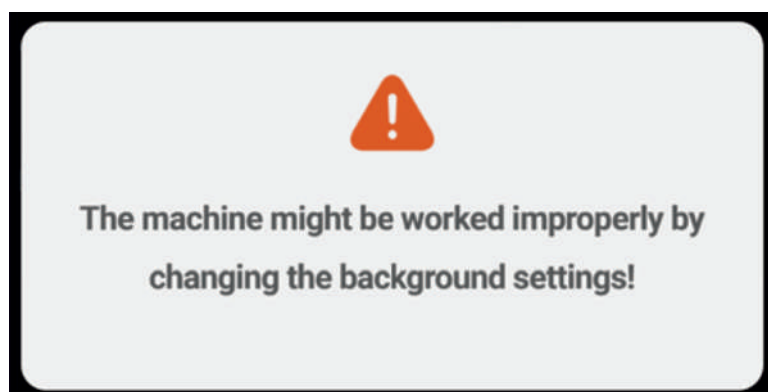 The machine might be worked improperly by
changing the background settings!